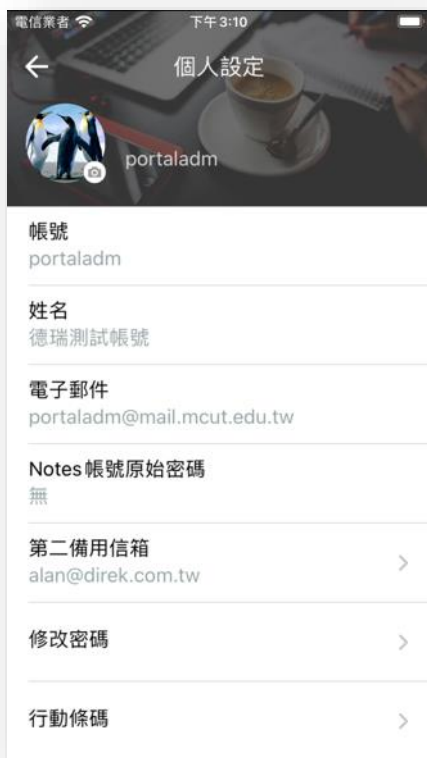 電信業者
下午3:10
個人設定
portaladm
帳號
portaladm
姓名
德瑞測試帳號
電子郵件
portaladm@mail.mcut.edu.tw
Notes帳號原始密碼
無
第二備用信箱
alan@direk.com.tw
修改密碼
行動條碼